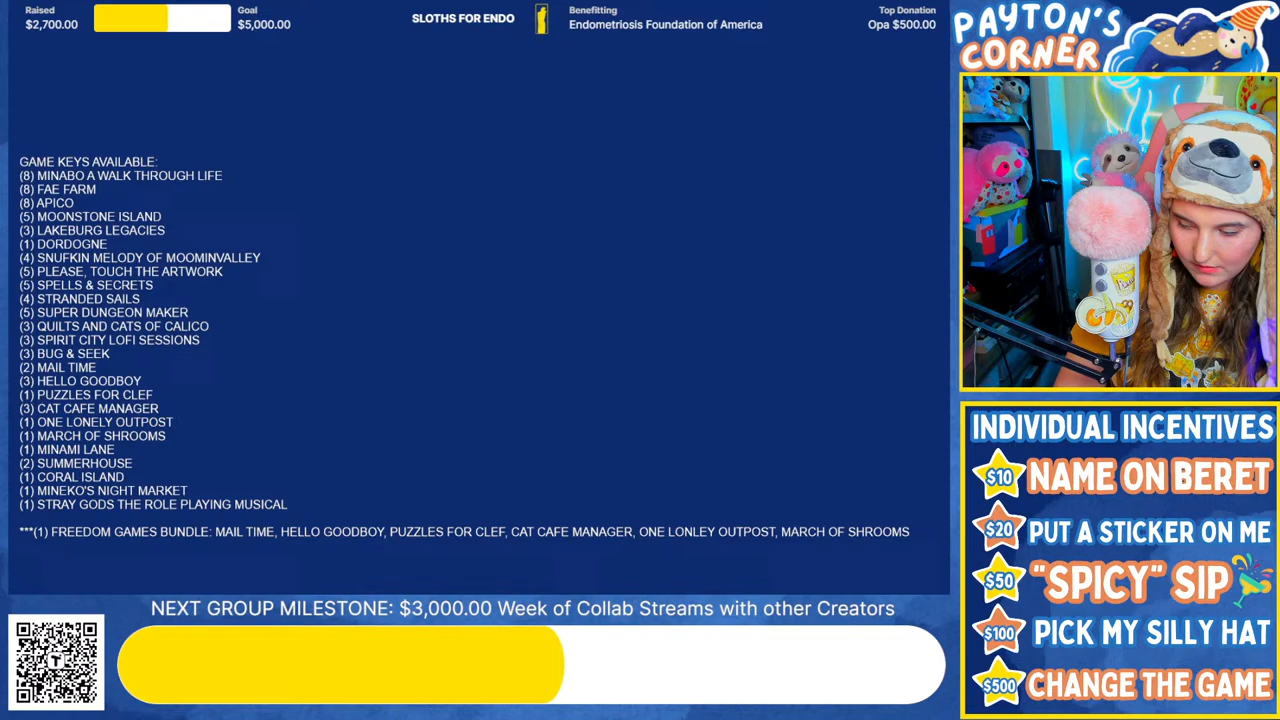 Raised
$2,700.00
Goal
$5,000.00
SLOTHS FOR ENDO
Benefitting
Endometriosis Foundation of America
Top Donation
Opa $500.00
PAYTON'S
CORNER
GAME KEYS AVAILABLE:
(8) MINABO A WALK THROUGH LIFE
(8) FAE FARM
(8) APICO
(5) MOONSTONE ISLAND
(3) LAKEBURG LEGACIES
(1) DORDOGNE
(4) SNUFKIN MELODY OF MOOMINVALLEY
(5) PLEASE, TOUCH THE ARTWORK
(5) SPELLS & SECRETS
(4) STRANDED SAILS
(5) SUPER DUNGEON MAKER
(3) QUILTS AND CATS OF CALICO
(3) SPIRIT CITY LOFI SESSIONS
(3) BUG & SEEK
(2) MAIL TIME
(3) HELLO GOODBOY
(1) PUZZLES FOR CLEF
(3) CAT CAFE MANAGER
(1) ONE LONELY OUTPOST
(1) MARCH OF SHROOMS
(1) MINAMI LANE
(2) SUMMERHOUSE
(1) CORAL ISLAND
(1) MINEKO'S NIGHT MARKET
(1) STRAY GODS THE ROLE PLAYING MUSICAL
***(1) FREEDOM GAMES BUNDLE: MAIL TIME, HELLO GOODBOY, PUZZLES FOR CLEF, CAT CAFE MANAGER, ONE LONLEY OUTPOST, MARCH OF SHROOMS
NEXT GROUP MILESTONE: $3,000.00 Week of Collab Streams with other Creators
INDIVIDUAL INCENTIVES
$10 NAME ON BERET
$20 PUT A STICKER ON ME
$50 "SPICY" SIP
$100 PICK MY SILLY HAT
$500 CHANGE THE GAME